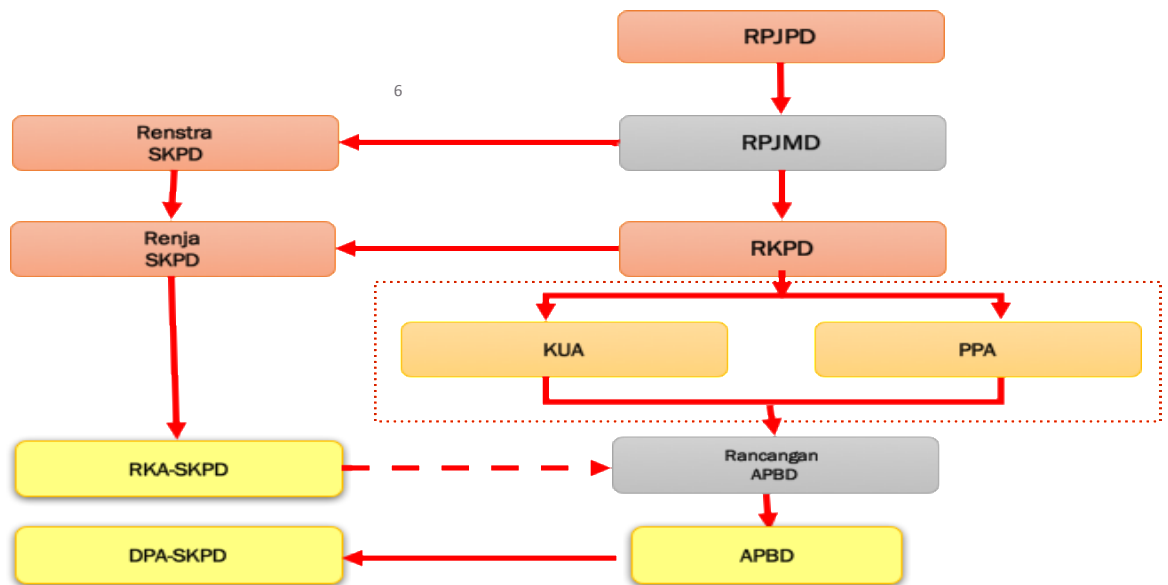 RPJPD
6
Renstra
SKPD
RPJMD
Renja
SKPD
RKPD
KUA
PPA
RKA-SKPD
Rancangan
APBD
DPA-SKPD
APBD